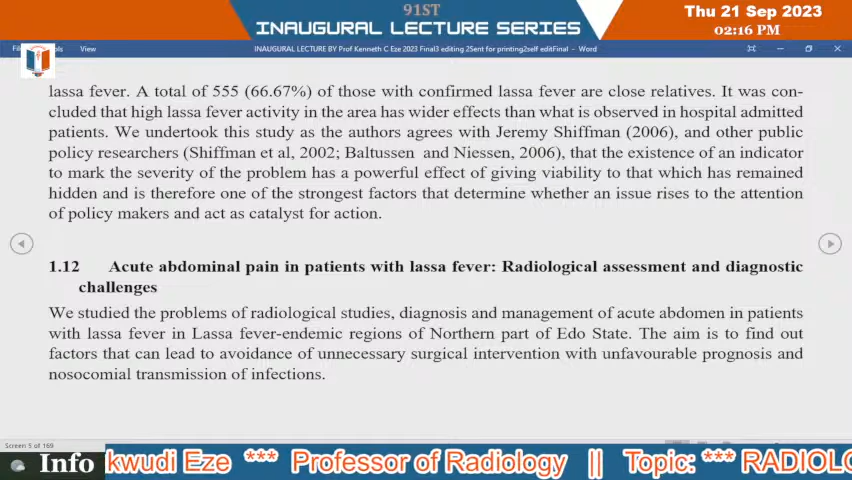 91ST
INAUGURAL LECTURE SERIES
Thu 21 Sep 2023
02:16 PM
View
INAUGURAL LECTURE BY Prof Kenneth C Eze 2023 Final3 editing 2Sent for printing2self editFinal - Word
lassa fever. A total of 555 (66.67%) of those with confirmed lassa fever are close relatives. It was con-
cluded that high lassa fever activity in the area has wider effects than what is observed in hospital admitted
patients. We undertook this study as the authors agrees with Jeremy Shiffman (2006), and other public
policy researchers (Shiffman et al, 2002; Baltussen and Niessen, 2006), that the existence of an indicator
to mark the severity of the problem has a powerful effect of giving viability to that which has remained
hidden and is therefore one of the strongest factors that determine whether an issue rises to the attention
of policy makers and act as catalyst for action.
1.12 Acute abdominal pain in patients with lassa fever: Radiological assessment and diagnostic
challenges
We studied the problems of radiological studies, diagnosis and management of acute abdomen in patients
with lassa fever in Lassa fever-endemic regions of Northern part of Edo State. The aim is to find out
factors that can lead to avoidance of unnecessary surgical intervention with unfavourable prognosis and
nosocomial transmission of infections.
Screen 5 of 169
Info
kwudi Eze *** Professor of Radiology || Topic: *** RADIOLO